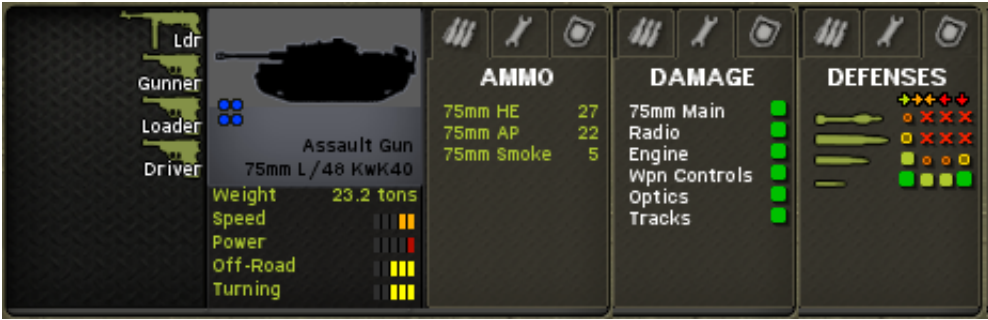 Ldr
Gunner
Loader
Driver
Assault Gun
75mm L/48 KwK40
Weight 23.2 tons
Speed
Power
Off-Road
Turning
AMMO
75mm HE 27
75mm AP 22
75mm Smoke 5
DAMAGE
75mm Main
Radio
Engine
Wpn Controls
Optics
Tracks
DEFENSES